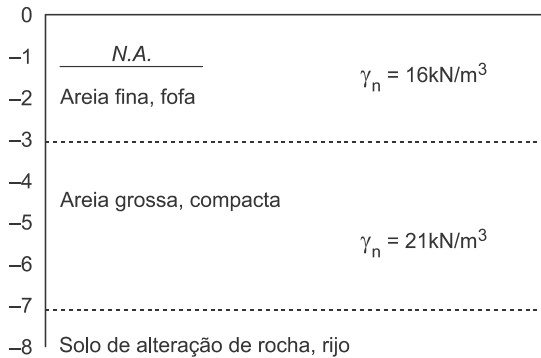 0
–1
N.A.
γn = 16kN/m³
–2
Areia fina, fofa
–3
–4
Areia grossa, compacta
–5
γn = 21kN/m³
–6
–7
–8
Solo de alteração de rocha, rijo